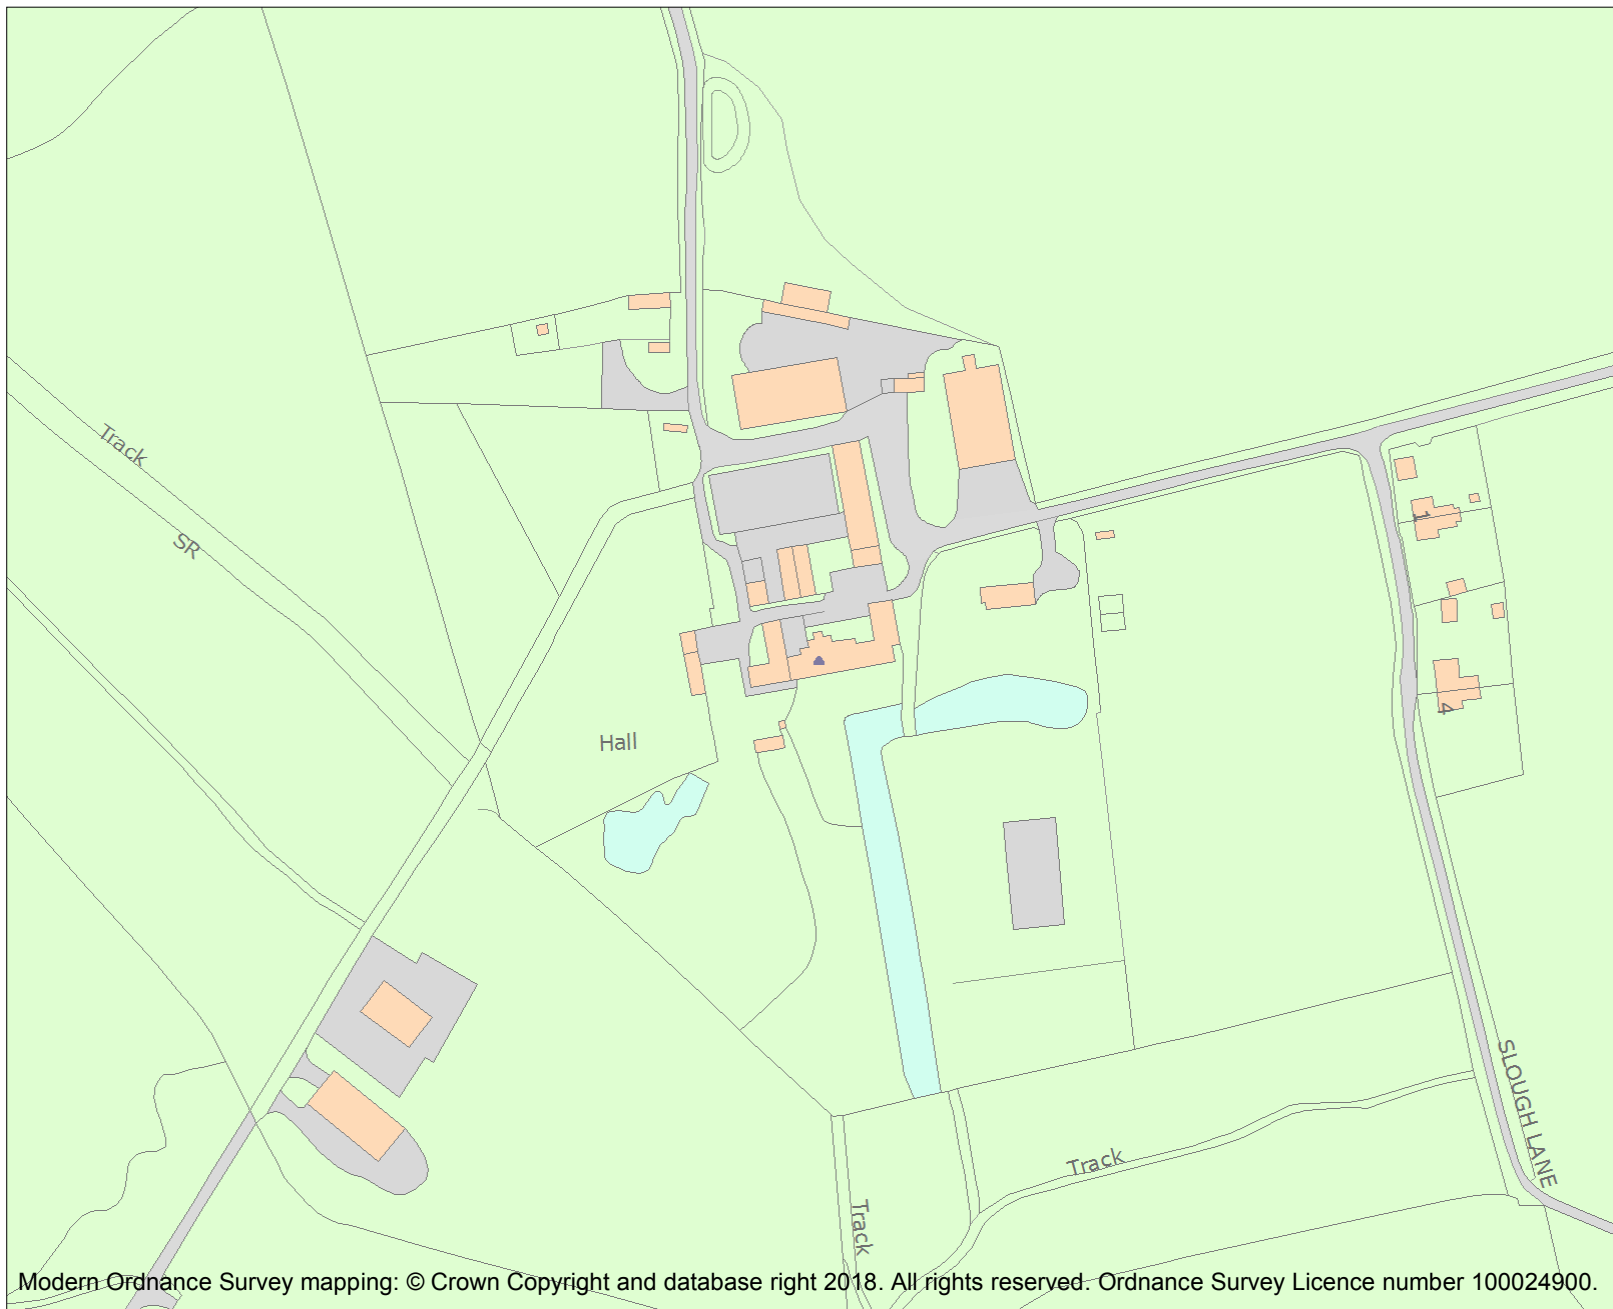 Track
SR
1
4
Hall
SLOUGH LANE
Track
Track
Modern Ordnance Survey mapping: © Crown Copyright and database right 2018. All rights reserved. Ordnance Survey Licence number 100024900.